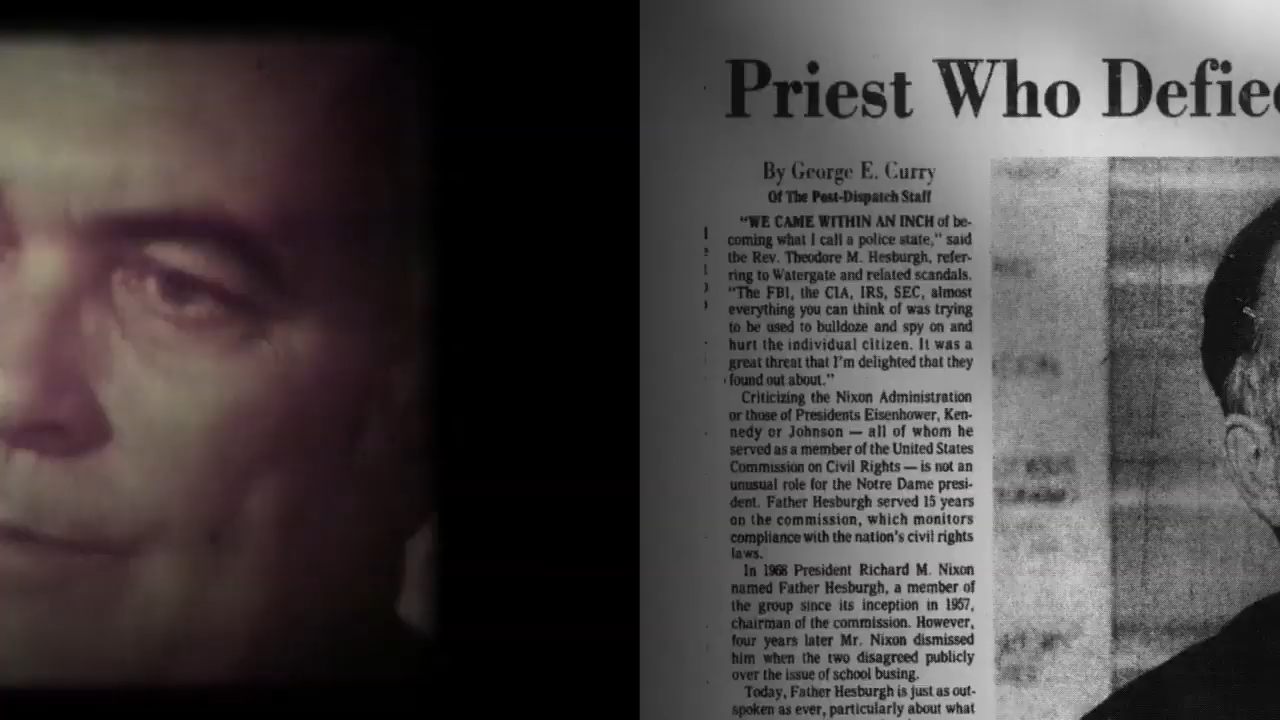 Priest Who Defied
By George E. Curry
Of The Post-Dispatch Staff
"WE CAME WITHIN AN INCH of be-
coming what I call a police state," said
the Rev. Theodore M. Hesburgh, refer-
ring to Watergate and related scandals.
"The FBI, the CIA, IRS, SEC, almost
everything you can think of was trying
to be used to bulldoze and spy on and
hurt the individual citizen. It was a
great threat that I'm delighted that they
found out about."
Criticizing the Nixon Administration
or those of Presidents Eisenhower, Ken-
nedy or Johnson — all of whom he
served as a member of the United States
Commission on Civil Rights — is not an
unusual role for the Notre Dame presi-
dent. Father Hesburgh served 15 years
on the commission, which monitors
compliance with the nation's civil rights
laws.
In 1968 President Richard M. Nixon
named Father Hesburgh, a member of
the group since its inception in 1957,
chairman of the commission. However,
four years later Mr. Nixon dismissed
him when the two disagreed publicly
over the issue of school busing.
Today, Father Hesburgh is just as out-
spoken as ever, particularly about what